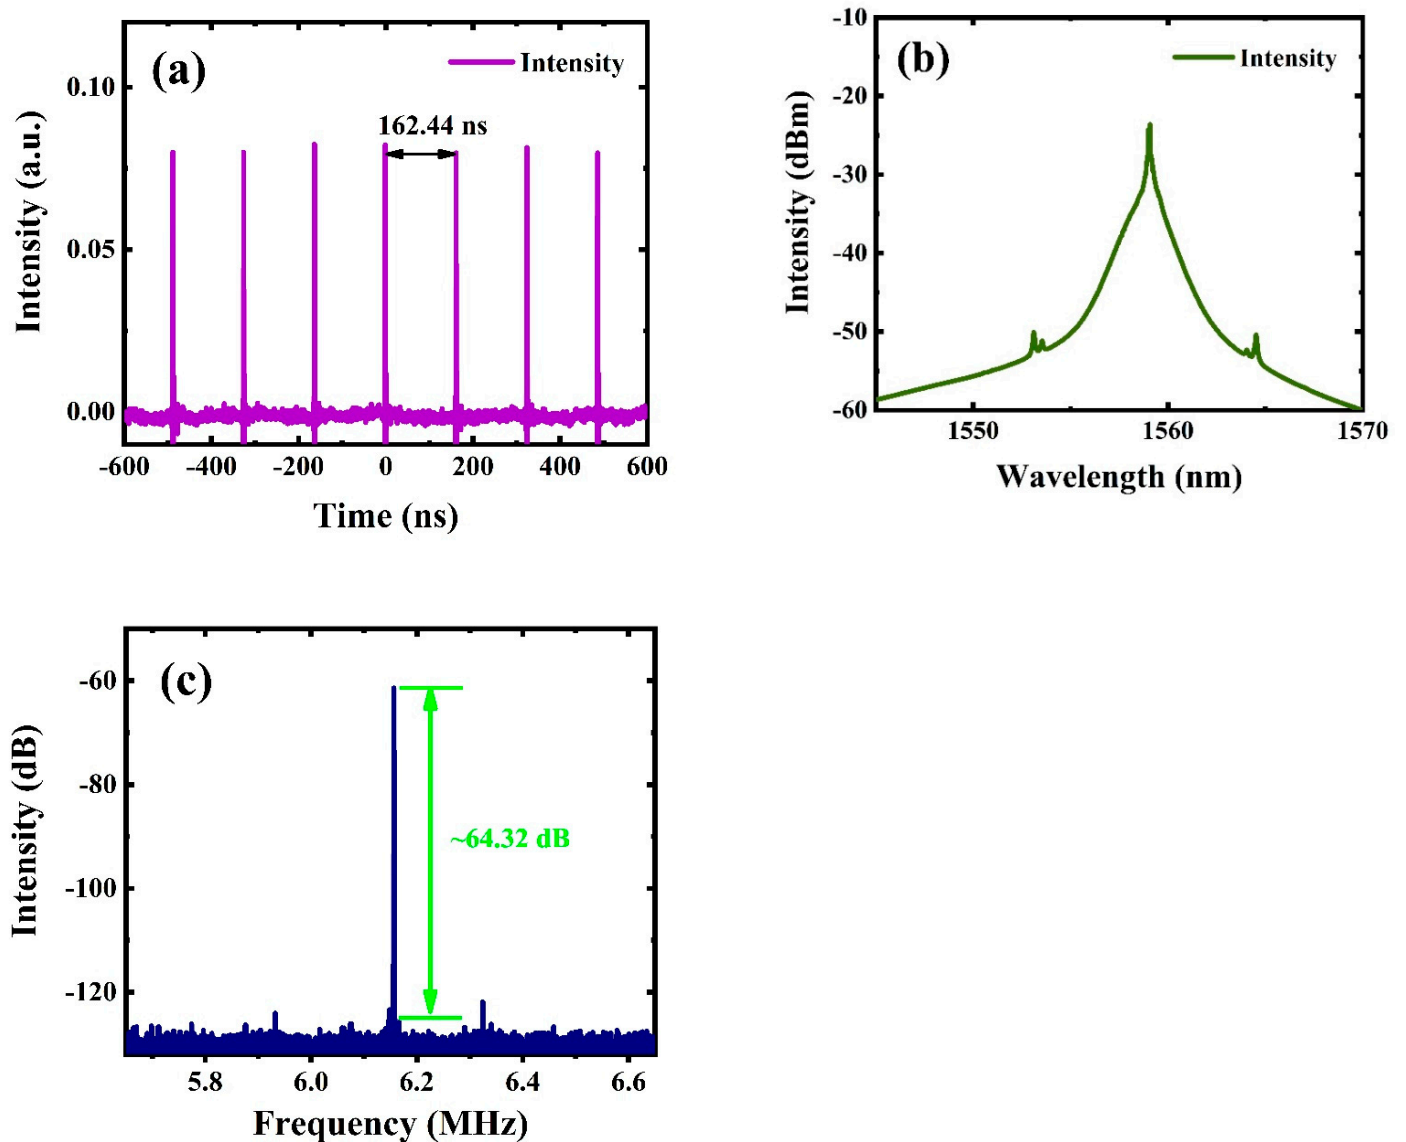 (a)
Intensity
162.44 ns
0.10
0.05
0.00
Intensity (a.u.)
-600 -400 -200 0 200 400 600
Time (ns)
(b)
Intensity
-10
-20
-30
-40
-50
-60
Intensity (dBm)
1550 1560 1570
Wavelength (nm)
(c)
-60
-80
-100
-120
Intensity (dB)
~64.32 dB
5.8 6.0 6.2 6.4 6.6
Frequency (MHz)